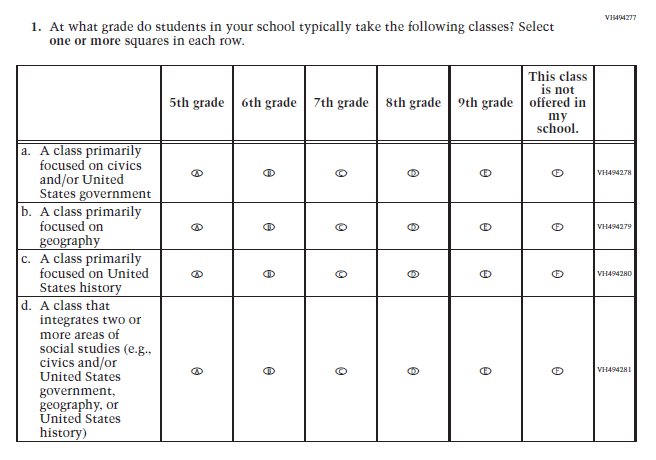 VH494277
1. At what grade do students in your school typically take the following classes? Select
one or more squares in each row.
5th grade 6th grade 7th grade 8th grade 9th grade This class
is not
offered in
my
school.
a. A class primarily
focused on civics
and/or United
States government
A B C D E F VH494278
b. A class primarily
focused on
geography
A B C D E F VH494279
c. A class primarily
focused on United
States history
A B C D E F VH494280
d. A class that
integrates two or
more areas of
social studies (e.g.,
civics and/or
United States
government,
geography, or
United States
history)
A B C D E F VH494281